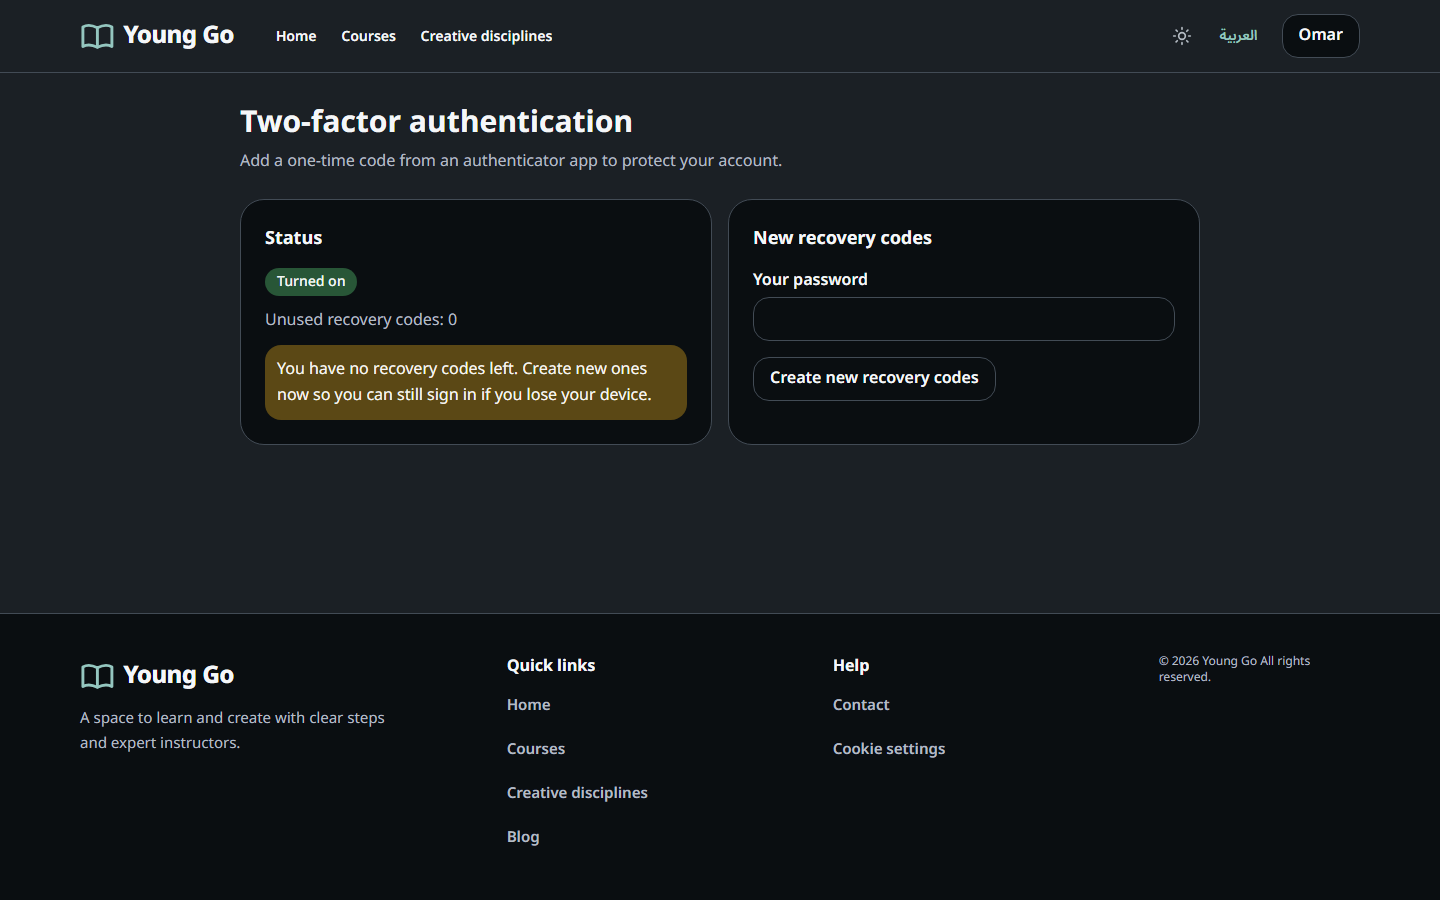 Young Go
Home
Courses
Creative disciplines
العربية
Omar
Two-factor authentication
Add a one-time code from an authenticator app to protect your account.
Status
Turned on
Unused recovery codes: 0
You have no recovery codes left. Create new ones
now so you can still sign in if you lose your device.
New recovery codes
Your password
Create new recovery codes
Young Go
A space to learn and create with clear steps
and expert instructors.
Quick links
Home
Courses
Creative disciplines
Blog
Help
Contact
Cookie settings
© 2026 Young Go All rights
reserved.